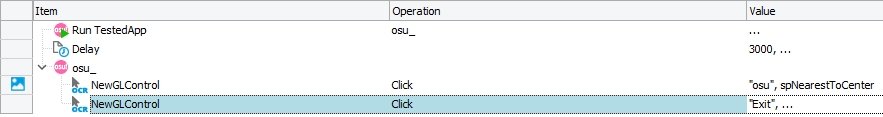 Item Operation Value
Run TestedApp osu_ ...
Delay 3000, ...
osu_
NewGLControl Click "osu", spNearestToCenter
NewGLControl Click "Exit", ...